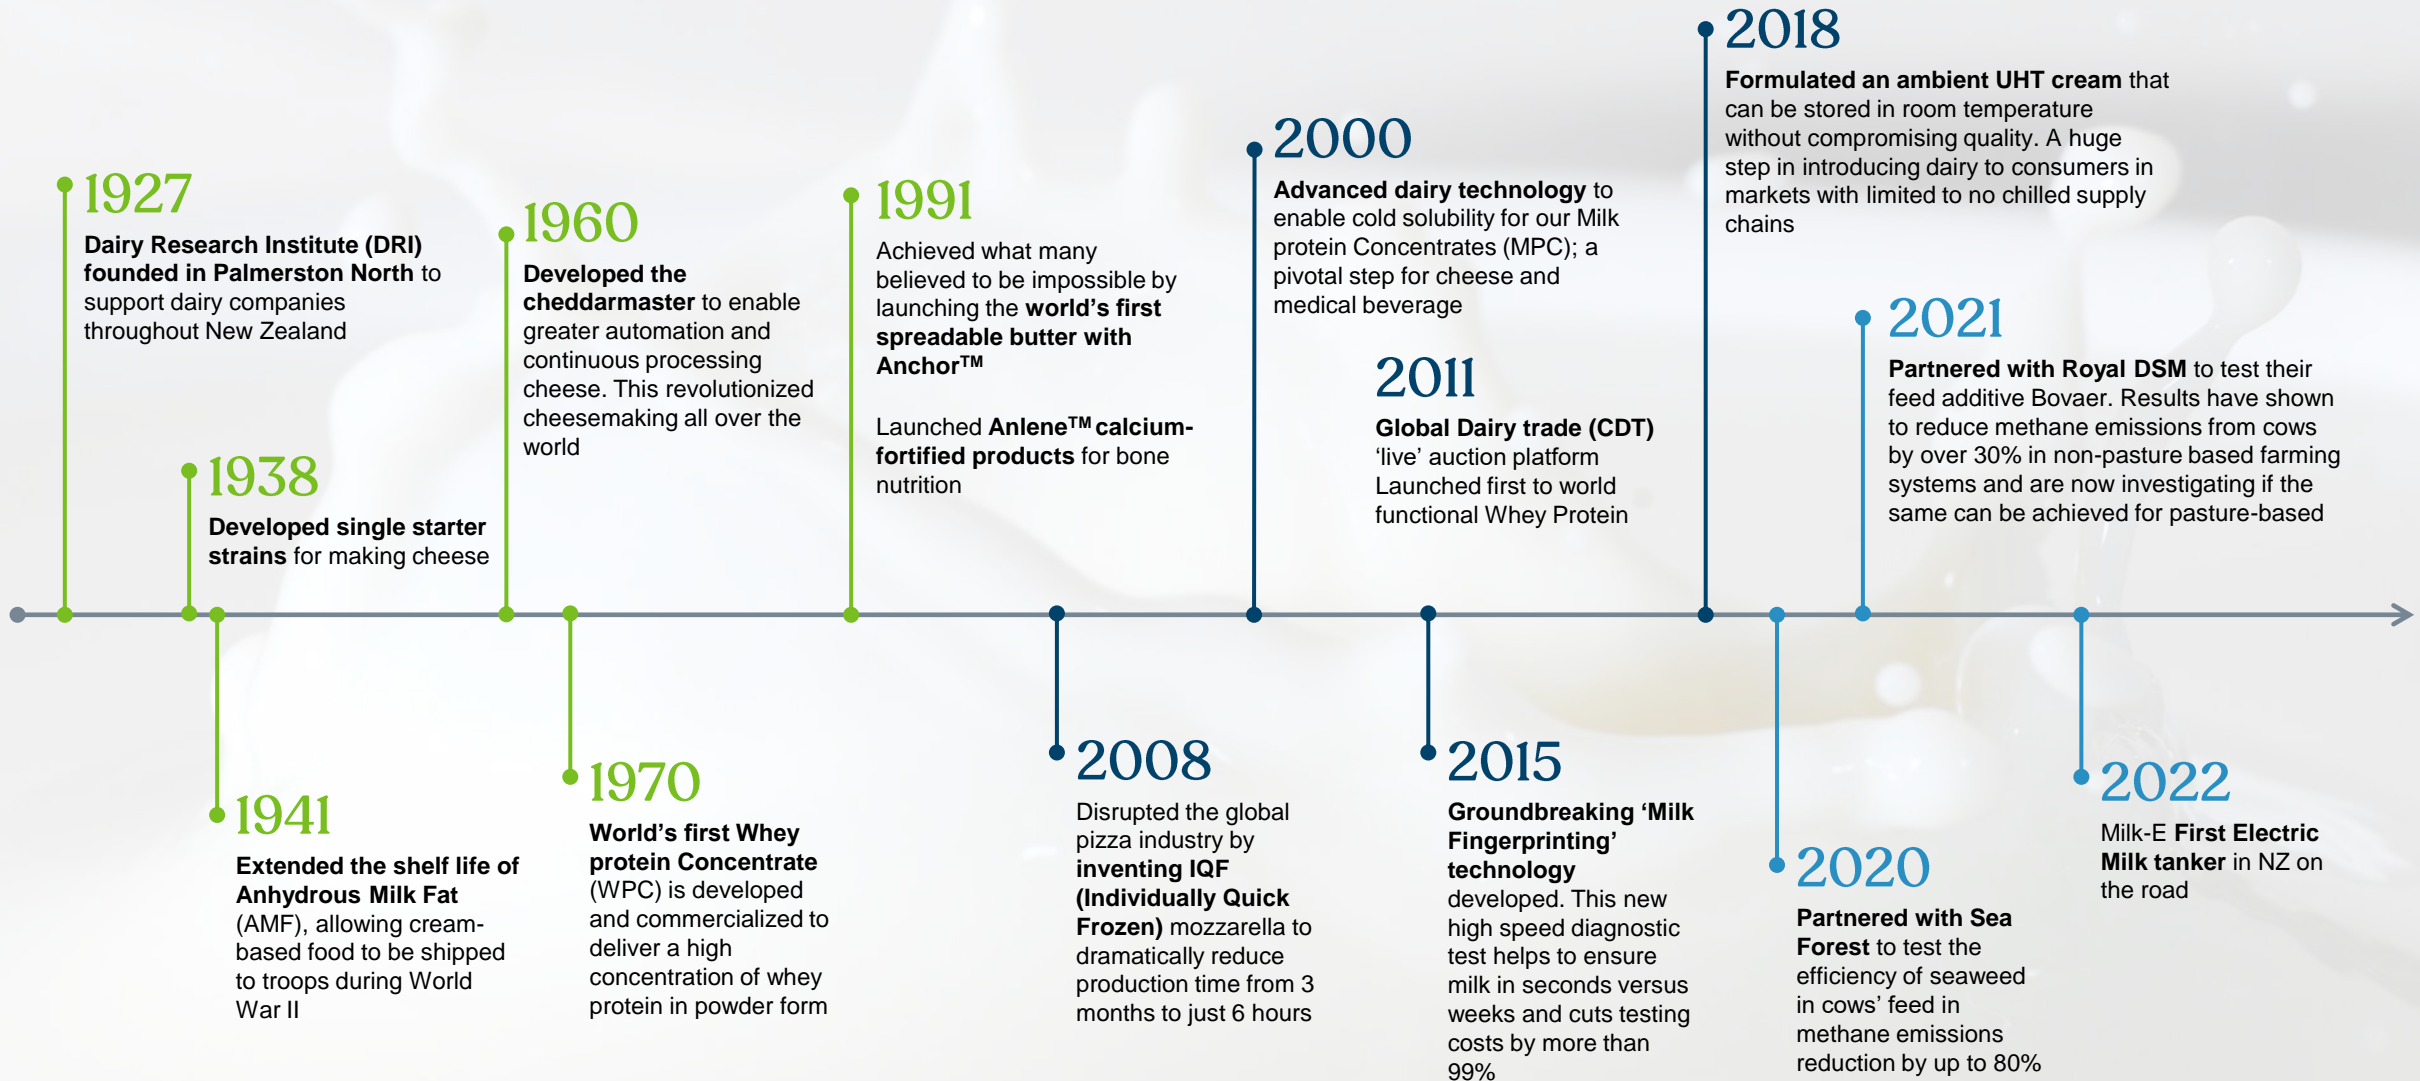 1927
Dairy Research Institute (DRI)
founded in Palmerston North to
support dairy companies
throughout New Zealand
1938
Developed single starter
strains for making cheese
1941
Extended the shelf life of
Anhydrous Milk Fat
(AMF), allowing cream-
based food to be shipped
to troops during World
War II
1960
Developed the
cheddarmaster to enable
greater automation and
continuous processing
cheese. This revolutionized
cheesemaking all over the
world
1970
World’s first Whey
protein Concentrate
(WPC) is developed
and commercialized to
deliver a high
concentration of whey
protein in powder form
1991
Achieved what many
believed to be impossible by
launching the world’s first
spreadable butter with
Anchor™
Launched Anlene™ calcium-
fortified products for bone
nutrition
2008
Disrupted the global
pizza industry by
inventing IQF
(Individually Quick
Frozen) mozzarella to
dramatically reduce
production time from 3
months to just 6 hours
2000
Advanced dairy technology to
enable cold solubility for our Milk
protein Concentrates (MPC); a
pivotal step for cheese and
medical beverage
2011
Global Dairy trade (CDT)
‘live’ auction platform
Launched first to world
functional Whey Protein
2015
Groundbreaking ‘Milk
Fingerprinting’
technology
developed. This new
high speed diagnostic
test helps to ensure
milk in seconds versus
weeks and cuts testing
costs by more than
99%
2018
Formulated an ambient UHT cream that
can be stored in room temperature
without compromising quality. A huge
step in introducing dairy to consumers in
markets with limited to no chilled supply
chains
2020
Partnered with Sea
Forest to test the
efficiency of seaweed
in cows’ feed in
methane emissions
reduction by up to 80%
2021
Partnered with Royal DSM to test their
feed additive Bovaer. Results have shown
to reduce methane emissions from cows
by over 30% in non-pasture based farming
systems and are now investigating if the
same can be achieved for pasture-based
2022
Milk-E First Electric
Milk tanker in NZ on
the road